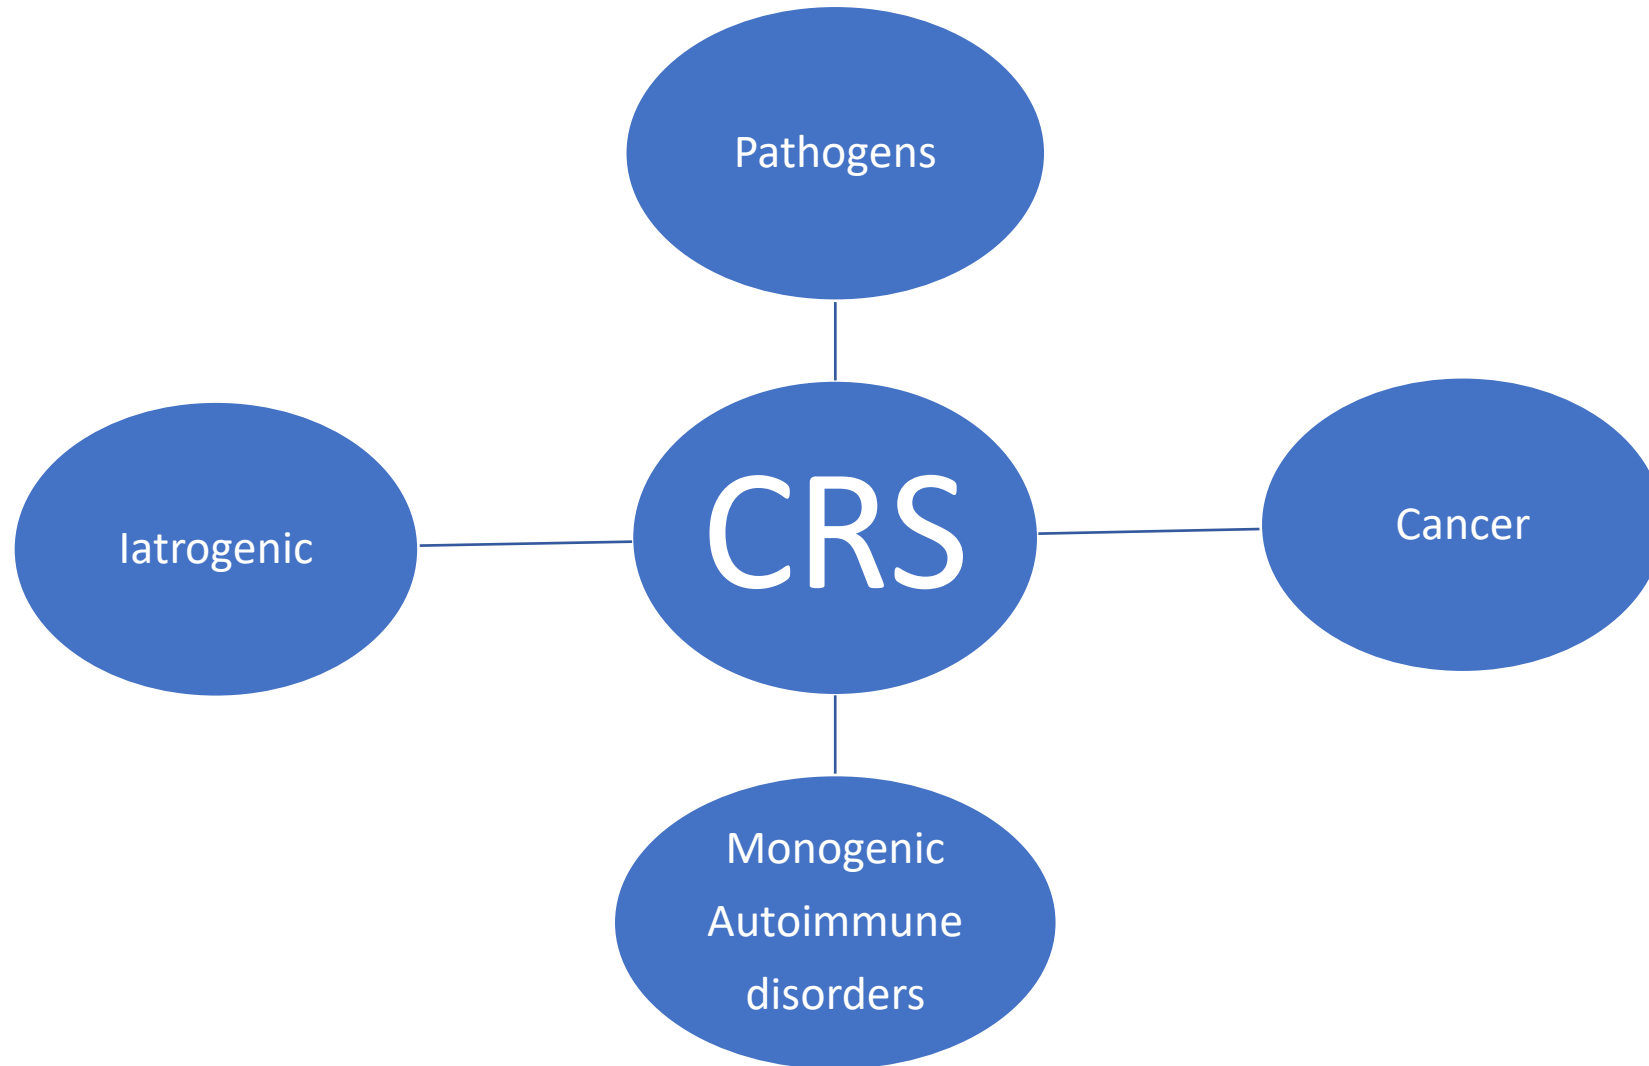 Pathogens
Iatrogenic
CRS
Cancer
Monogenic
Autoimmune
disorders